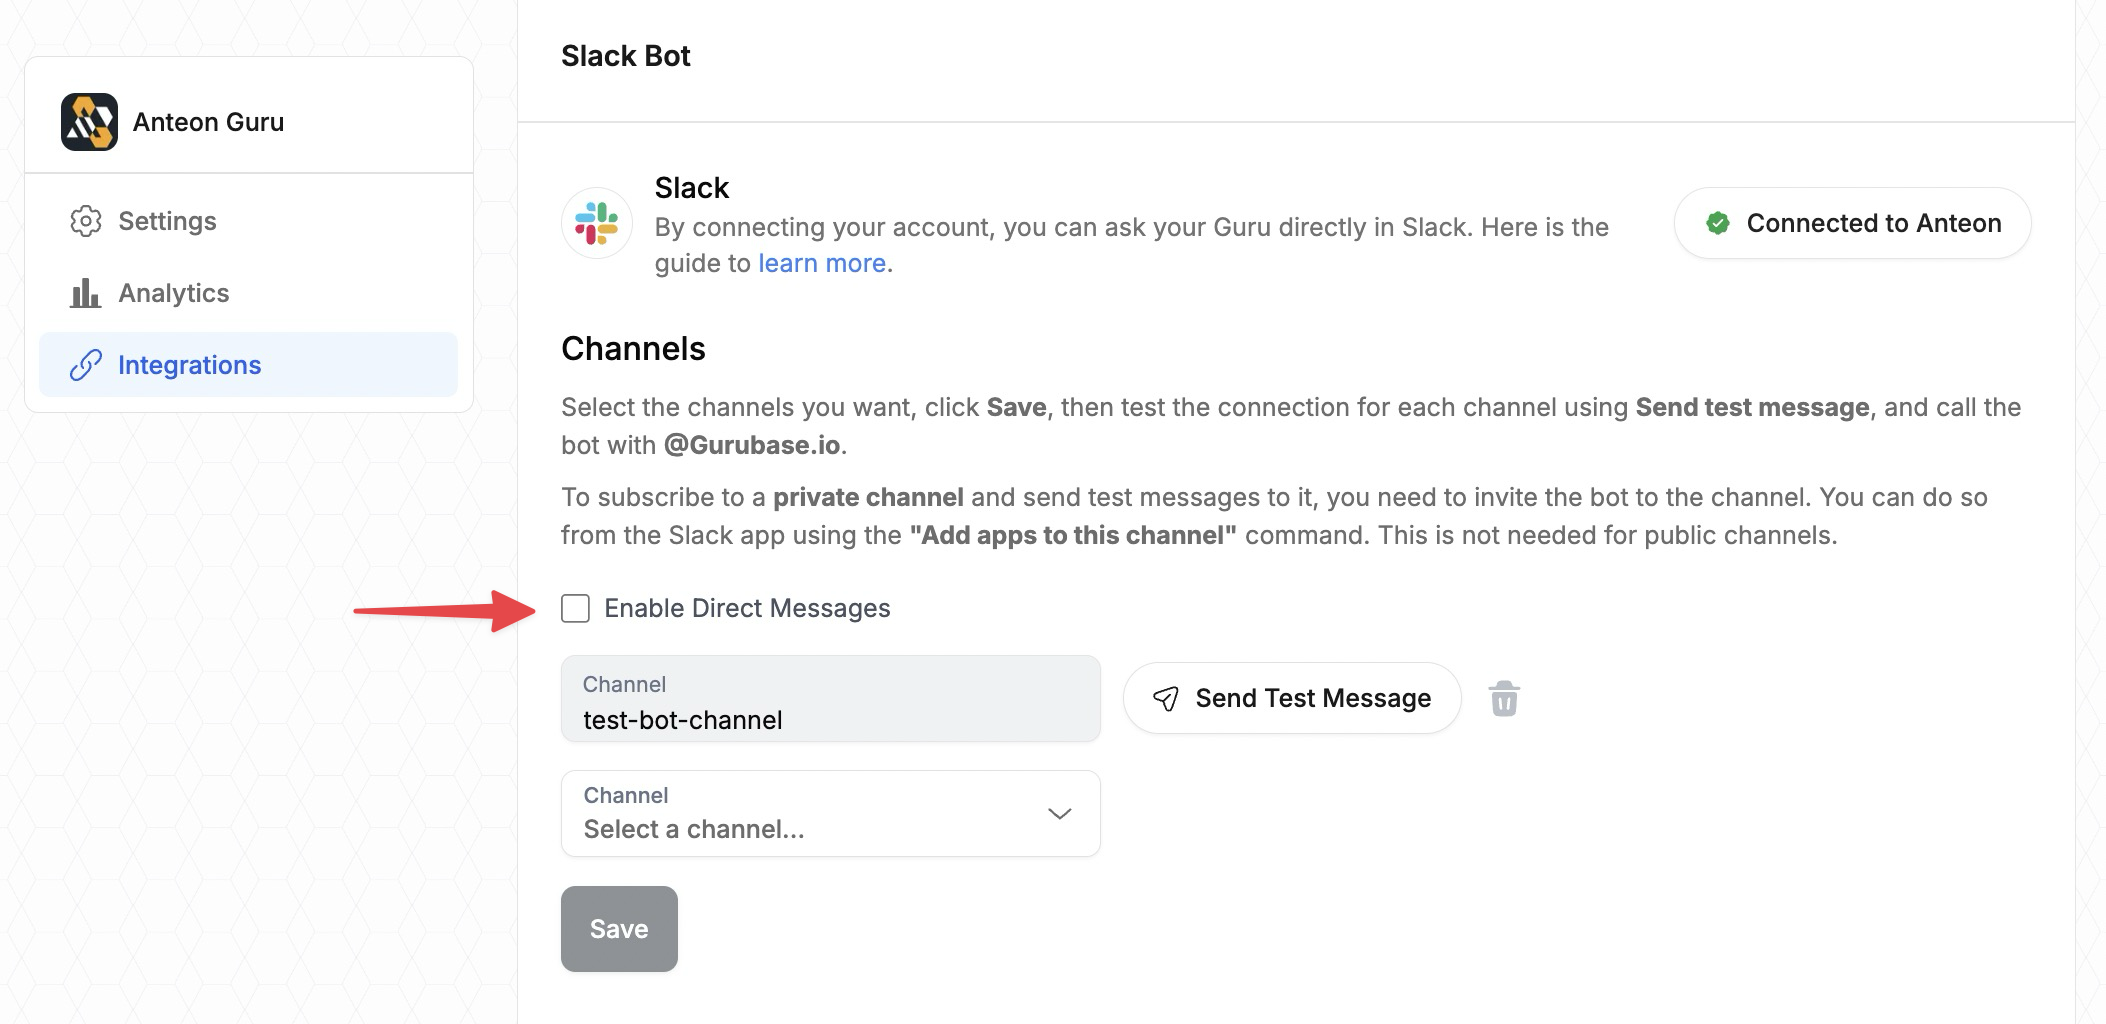 Slack Bot
Anteon Guru
Settings
Analytics
Integrations
Slack
By connecting your account, you can ask your Guru directly in Slack. Here is the
guide to learn more.
Connected to Anteon
Channels
Select the channels you want, click Save, then test the connection for each channel using Send test message, and call the
bot with @Gurubase.io.
To subscribe to a private channel and send test messages to it, you need to invite the bot to the channel. You can do so
from the Slack app using the "Add apps to this channel" command. This is not needed for public channels.
Enable Direct Messages
Channel
test-bot-channel
Send Test Message
Channel
Select a channel...
Save